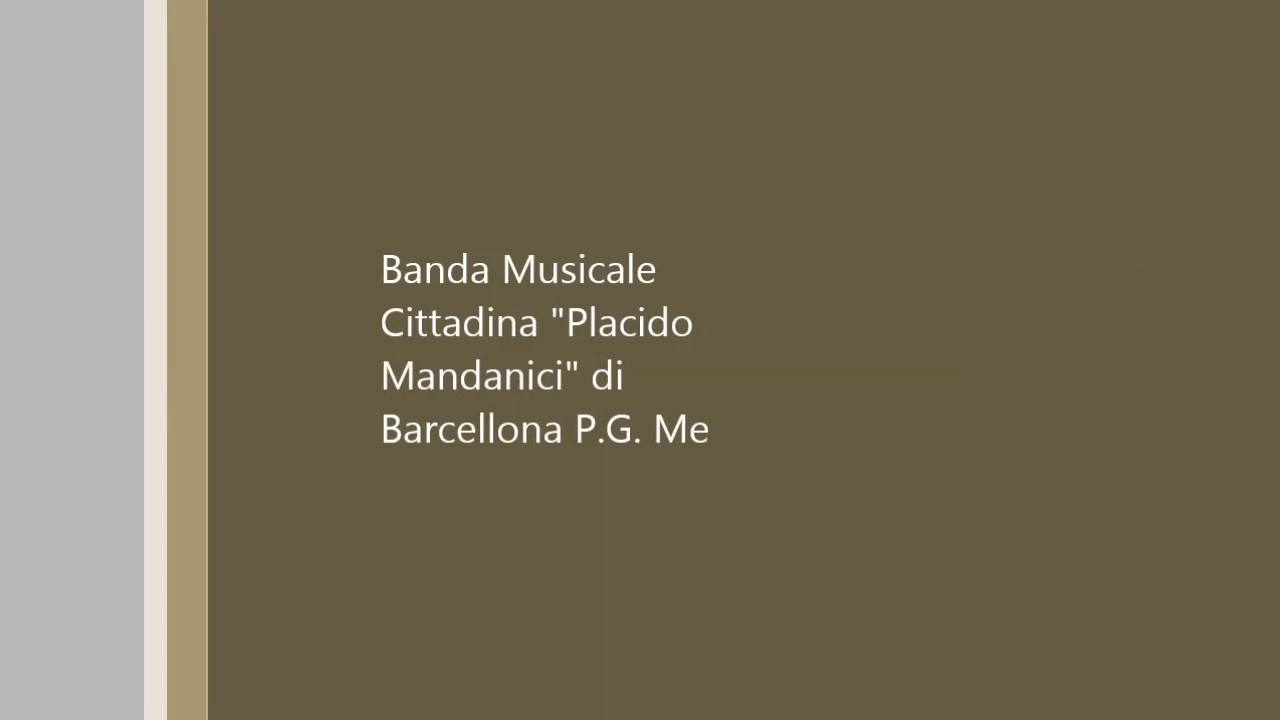 Banda Musicale
Cittadina "Placido
Mandanici" di
Barcellona P.G. Me